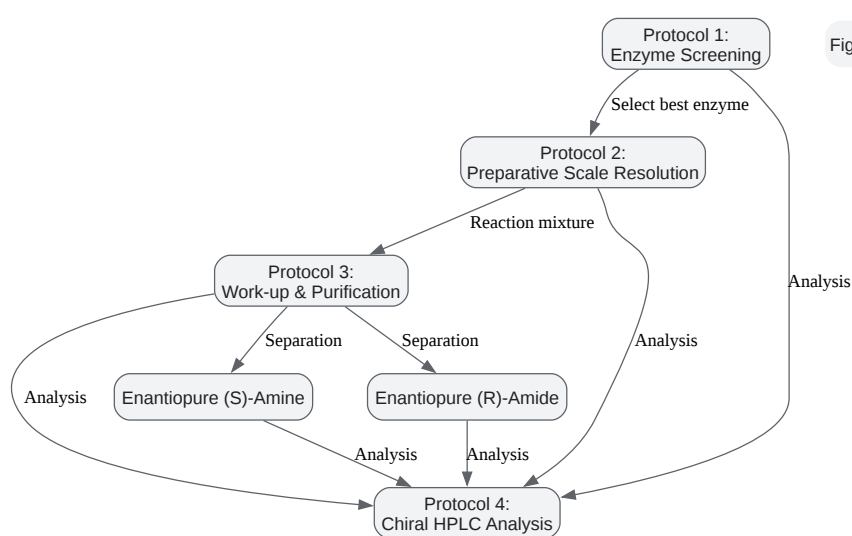 Protocol 1:
Enzyme Screening
Fig
Select best enzyme
Protocol 2:
Preparative Scale Resolution
Reaction mixture
Protocol 3:
Work-up & Purification
Analysis
Separation
Separation
Analysis
Analysis
Enantiopure (S)-Amine
Enantiopure (R)-Amide
Analysis
Analysis
Protocol 4:
Chiral HPLC Analysis